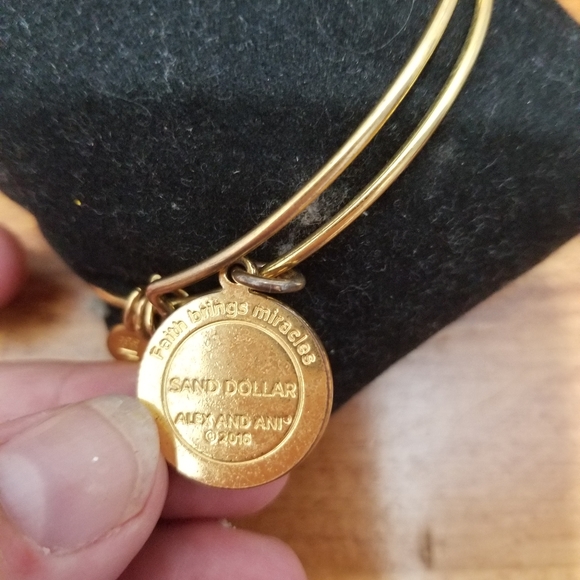 Faith brings miracles
SAND DOLLAR
ALEX AND ANI®
©2016